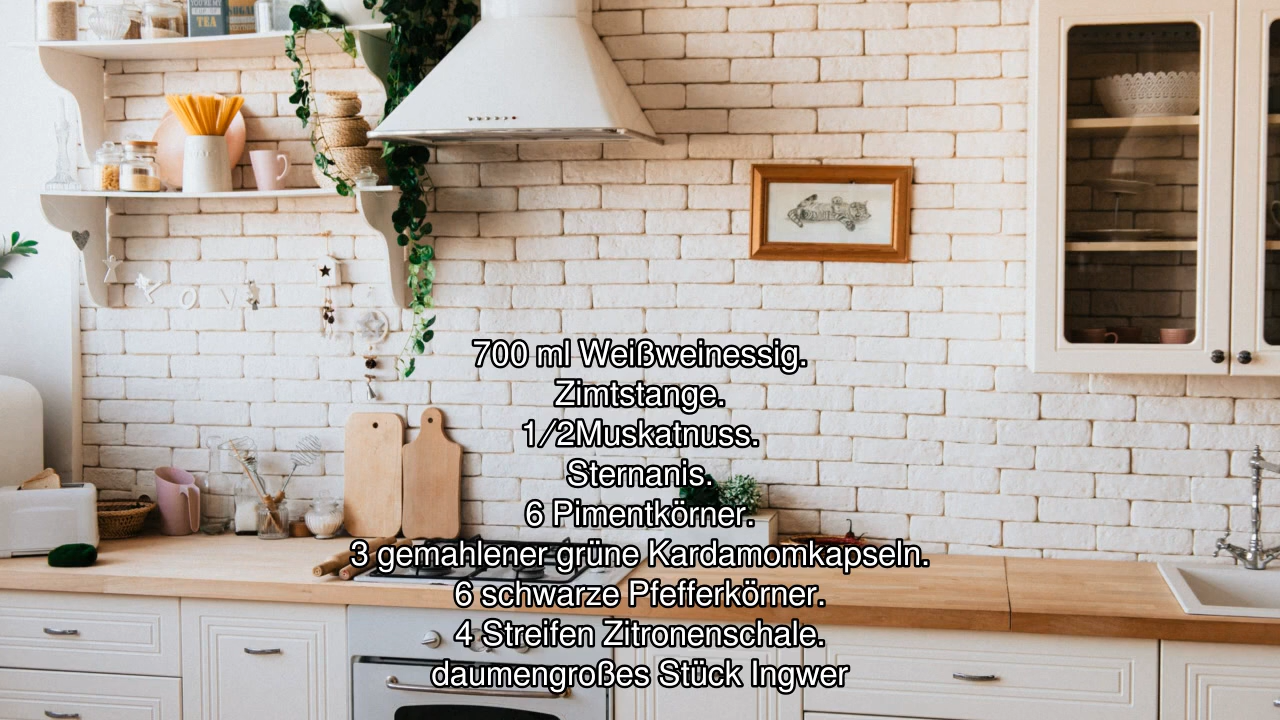 700 ml Weißweinessig.
Zimtstange.
1/2Muskatnuss.
Sternanis.
6 Pimentkörner.
3 gemahlener grüne Kardamomkapseln.
6 schwarze Pfefferkörner.
4 Streifen Zitronenschale.
daumengroßes Stück Ingwer